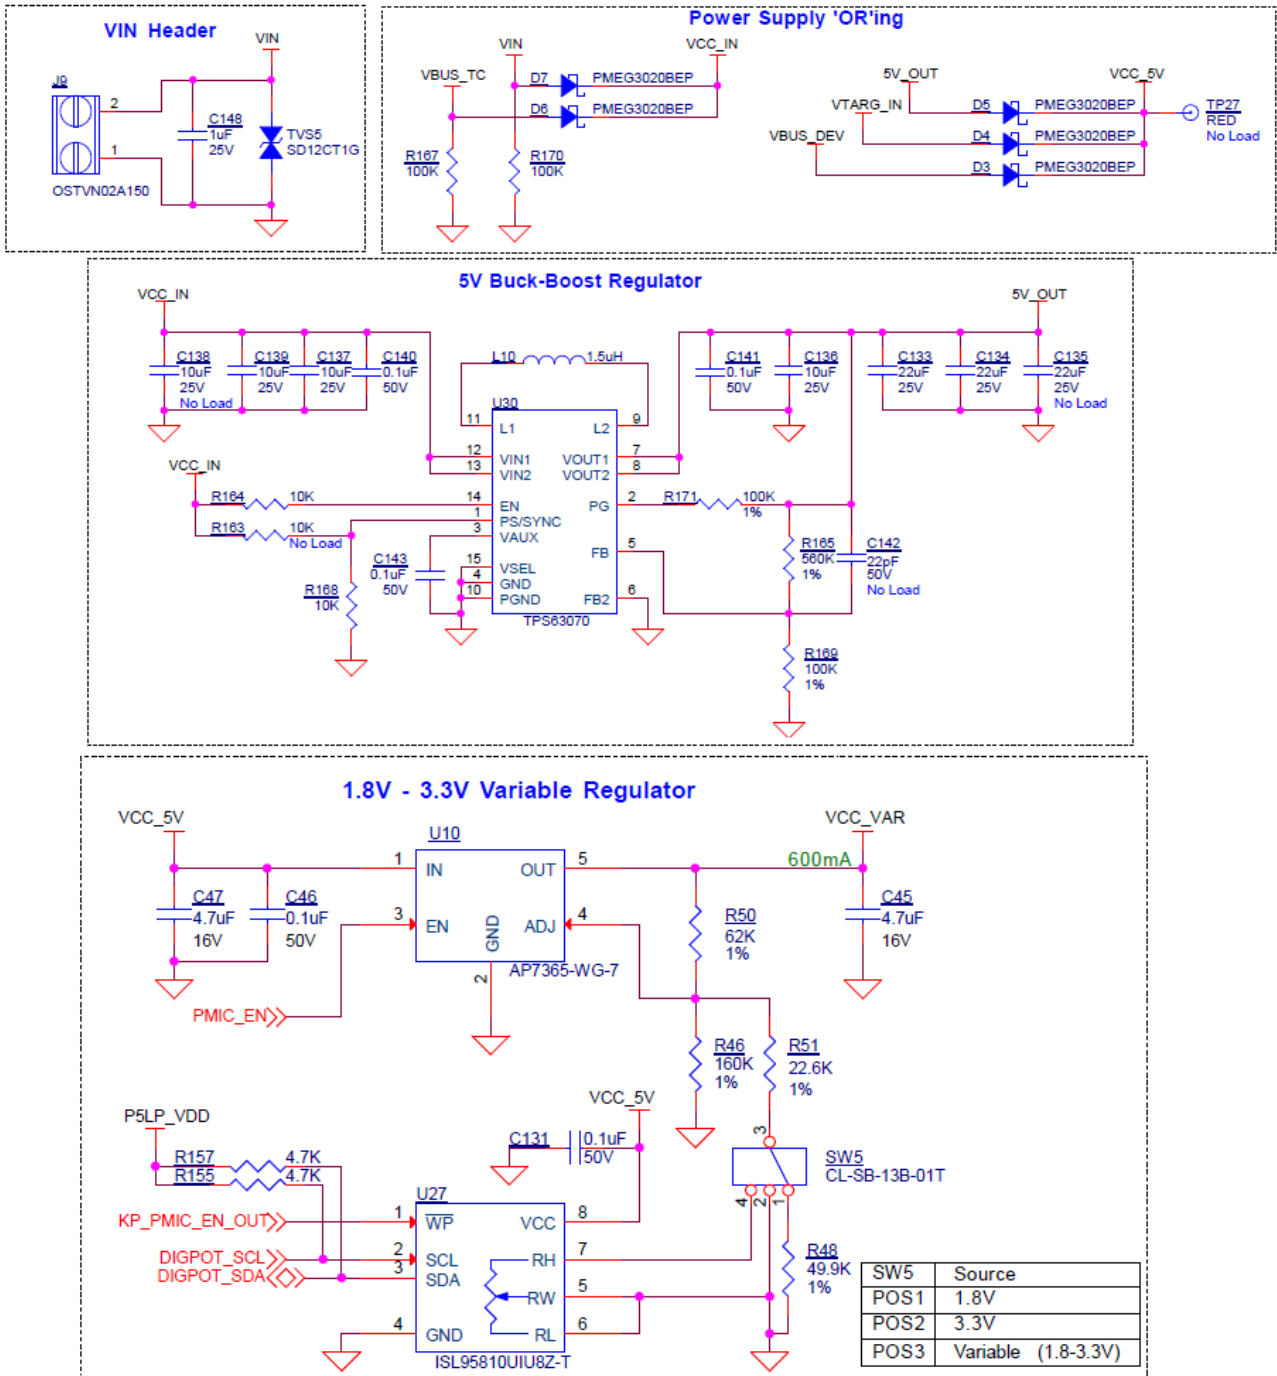 VIN Header
VIN
J9
2
1
OSTVN02A150
C148
1uF
25V
TVS5
SD12CT1G
Power Supply 'OR'ing
VIN
VCC_IN
VBUS_TC
D7
PMEG3020BEP
D6
PMEG3020BEP
R167
100K
R170
100K
5V_OUT
VCC_5V
VTARG_IN
VBUS_DEV
D5
PMEG3020BEP
D4
PMEG3020BEP
D3
PMEG3020BEP
TP27
RED
No Load
5V Buck-Boost Regulator
VCC_IN
5V_OUT
C138
10uF
25V
No Load
C139
10uF
25V
C137
10uF
25V
C140
0.1uF
50V
L10
1.5uH
C141
0.1uF
50V
C136
10uF
25V
C133
22uF
25V
C134
22uF
25V
C135
22uF
25V
No Load
U30
11
L1
L2
9
12
VIN1
VOUT1
7
13
VIN2
VOUT2
8
14
EN
PG
2
1
PS/SYNC
3
VAUX
FB
5
15
VSEL
4
GND
10
PGND
FB2
6
TPS63070
VCC_IN
R164
10K
R163
10K
No Load
R168
10K
C143
0.1uF
50V
R171
100K
1%
R165
560K
1%
C142
22pF
50V
No Load
R169
100K
1%
1.8V - 3.3V Variable Regulator
VCC_5V
VCC_VAR
U10
1
IN
OUT
5
600mA
3
EN
GND
ADJ
4
2
AP7365-WG-7
C47
4.7uF
16V
C46
0.1uF
50V
R50
62K
1%
C45
4.7uF
16V
PMIC_EN
R46
160K
1%
R51
22.6K
1%
VCC_5V
P5LP_VDD
C131
0.1uF
50V
R157
4.7K
R155
4.7K
3
SW5
CL-SB-13B-01T
4
2
1
U27
KP_PMIC_EN_OUT
1
WP
VCC
8
DIGPOT_SCL
2
SCL
RH
7
DIGPOT_SDA
3
SDA
RW
5
4
GND
RL
6
ISL95810UIU8Z-T
R48
49.9K
1%
SW5 Source
POS1 1.8V
POS2 3.3V
POS3 Variable (1.8-3.3V)